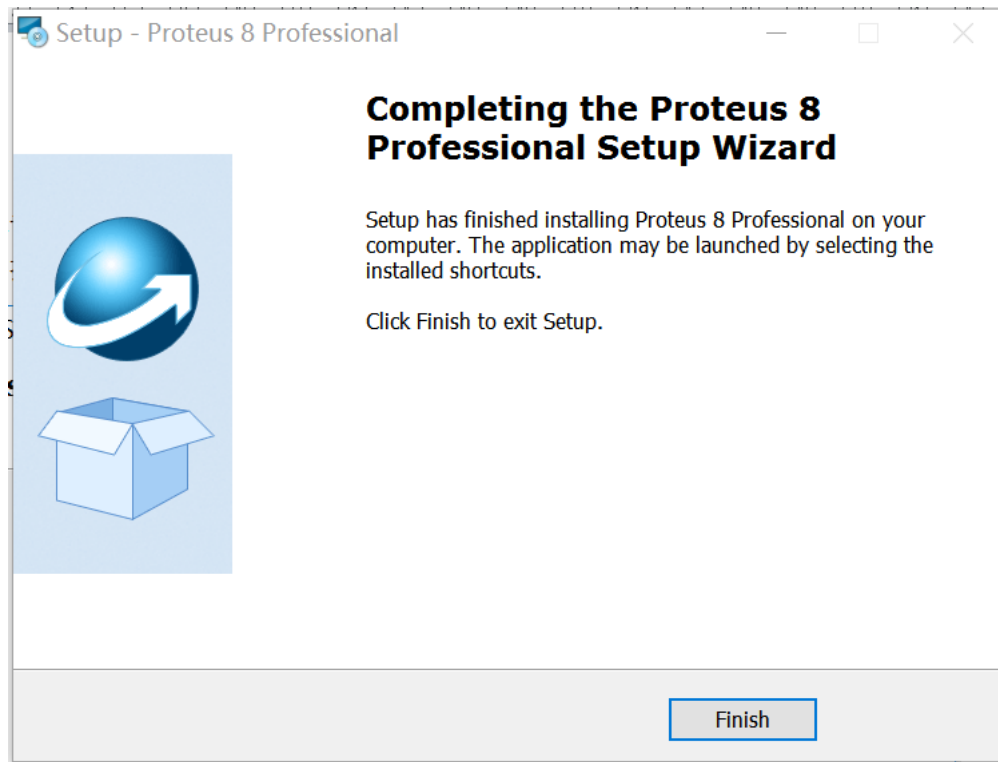 Setup - Proteus 8 Professional
Completing the Proteus 8
Professional Setup Wizard
Setup has finished installing Proteus 8 Professional on your
computer. The application may be launched by selecting the
installed shortcuts.
Click Finish to exit Setup.
Finish